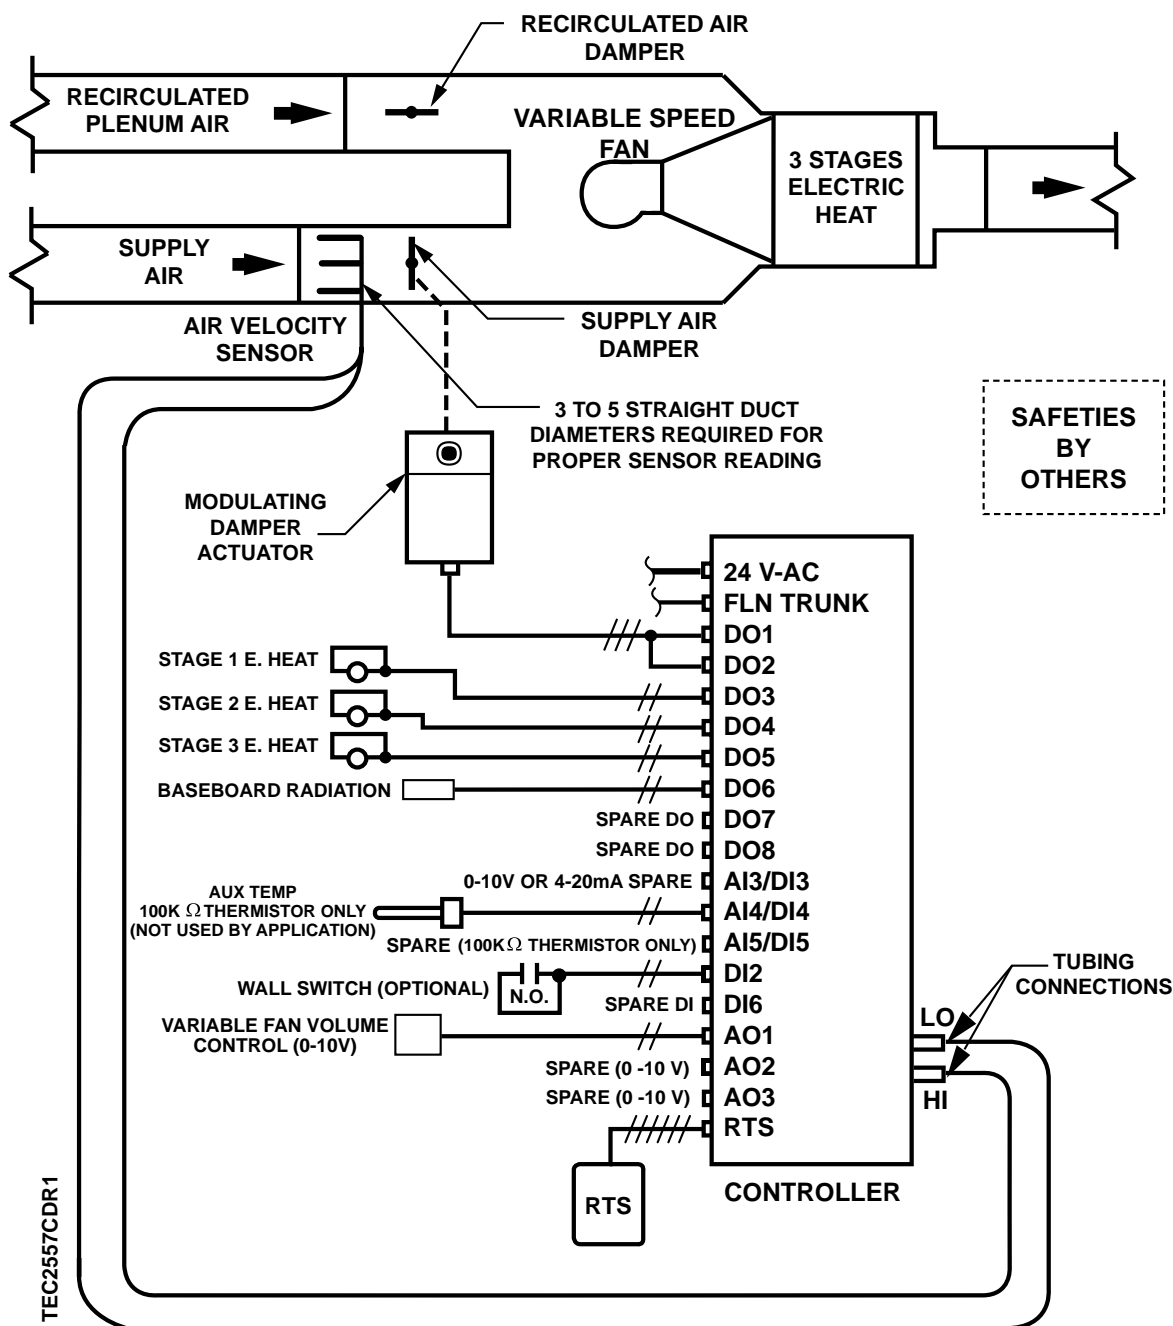 RECIRCULATED AIR
DAMPER
RECIRCULATED
PLENUM AIR
VARIABLE SPEED
FAN
3 STAGES
ELECTRIC
HEAT
SUPPLY
AIR
AIR VELOCITY
SENSOR
SUPPLY AIR
DAMPER
3 TO 5 STRAIGHT DUCT
DIAMETERS REQUIRED FOR
PROPER SENSOR READING
SAFETIES
BY
OTHERS
MODULATING
DAMPER
ACTUATOR
24 V-AC
FLN TRUNK
DO1
DO2
STAGE 1 E. HEAT
DO3
STAGE 2 E. HEAT
DO4
STAGE 3 E. HEAT
DO5
BASEBOARD RADIATION
DO6
SPARE DO
DO7
SPARE DO
DO8
0-10V OR 4-20mA SPARE
AI3/DI3
AUX TEMP
100K Ω THERMISTOR ONLY
(NOT USED BY APPLICATION)
AI4/DI4
SPARE (100KΩ THERMISTOR ONLY)
AI5/DI5
WALL SWITCH (OPTIONAL)
N.O.
DI2
SPARE DI
DI6
VARIABLE FAN VOLUME
CONTROL (0-10V)
AO1
SPARE (0 -10 V)
AO2
SPARE (0 -10 V)
AO3
RTS
TUBING
CONNECTIONS
LO
HI
RTS
CONTROLLER
TEC2557CDR1